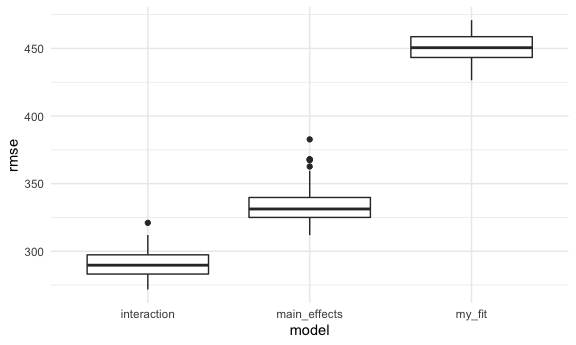 450
400
350
300
rmse
interaction main_effects my_fit
model